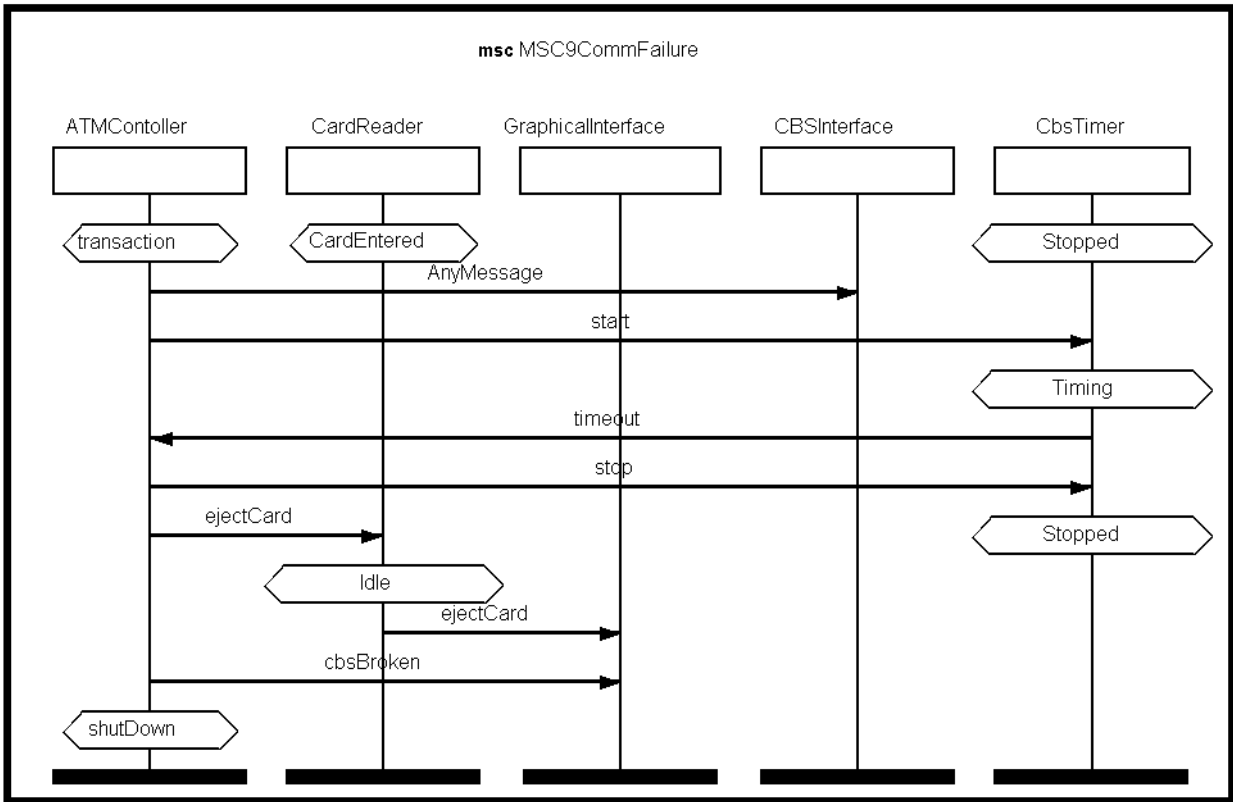 msc MSC9CommFailure
ATMContoller CardReader GraphicalInterface CBSInterface CbsTimer
transaction CardEntered Stopped
AnyMessage
start
Timing
timeout
stop
ejectCard
Stopped
Idle
ejectCard
cbsBroken
shutDown